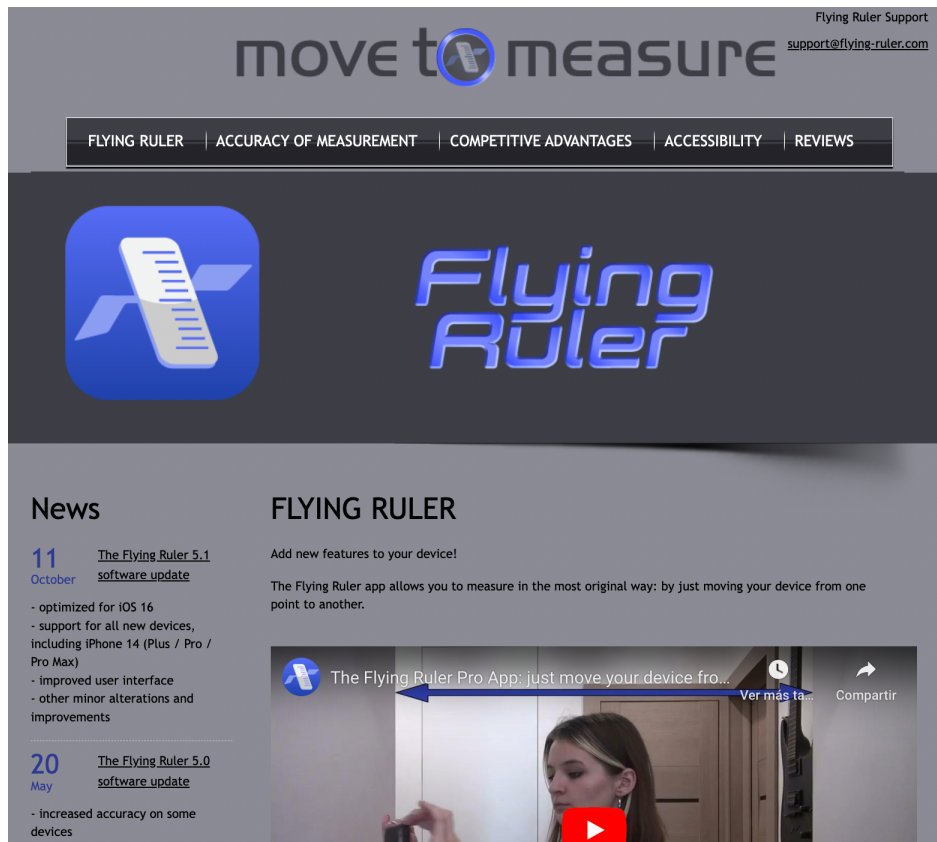 Flying Ruler Support
move to measure
support@flying-ruler.com
FLYING RULER
ACCURACY OF MEASUREMENT
COMPETITIVE ADVANTAGES
ACCESSIBILITY
REVIEWS
Flying
Ruler
News
11
October
The Flying Ruler 5.1
software update
- optimized for iOS 16
- support for all new devices,
including iPhone 14 (Plus / Pro /
Pro Max)
- improved user interface
- other minor alterations and
improvements
20
May
The Flying Ruler 5.0
software update
- increased accuracy on some
devices
FLYING RULER
Add new features to your device!
The Flying Ruler app allows you to measure in the most original way: by just moving your device from one
point to another.
The Flying Ruler Pro App: just move your device fro...
Ver más ta...
Compartir